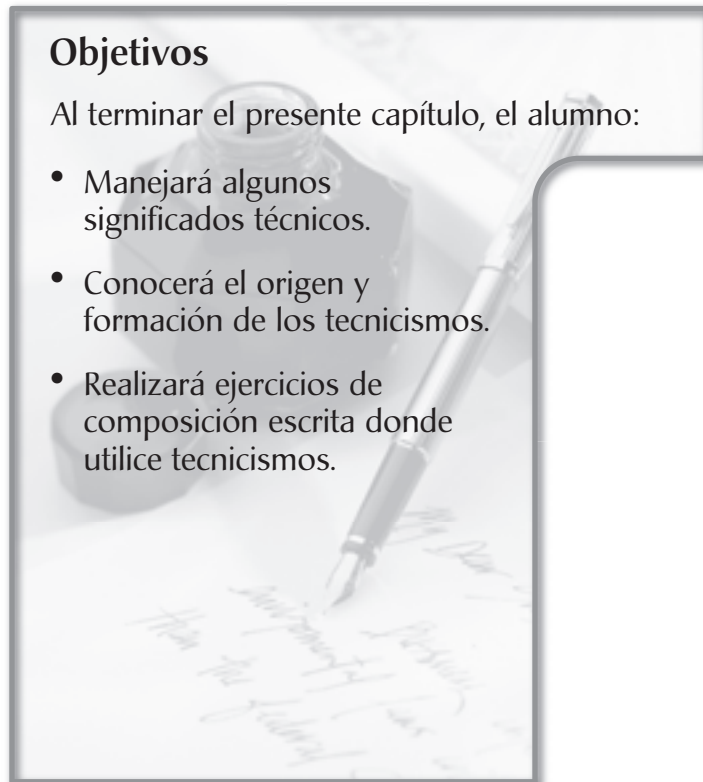 Objetivos
Al terminar el presente capítulo, el alumno:
• Manejará algunos
significados técnicos.
• Conocerá el origen y
formación de los tecnicismos.
• Realizará ejercicios de
composición escrita donde
utilice tecnicismos.